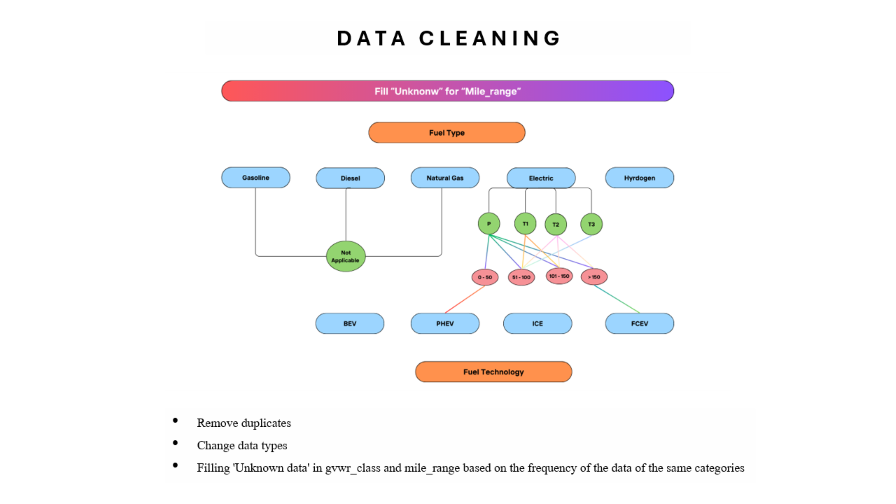 DATA CLEANING
Fill "Unknonw" for "Mile_range"
Fuel Type
Gasoline
Diesel
Natural Gas
Electric
Hyrdogen
P
T1
T2
T3
Not
Applicable
0 - 50
51 - 100
101 - 150
> 150
BEV
PHEV
ICE
FCEV
Fuel Technology
• Remove duplicates
• Change data types
• Filling 'Unknown data' in gvwr_class and mile_range based on the frequency of the data of the same categories